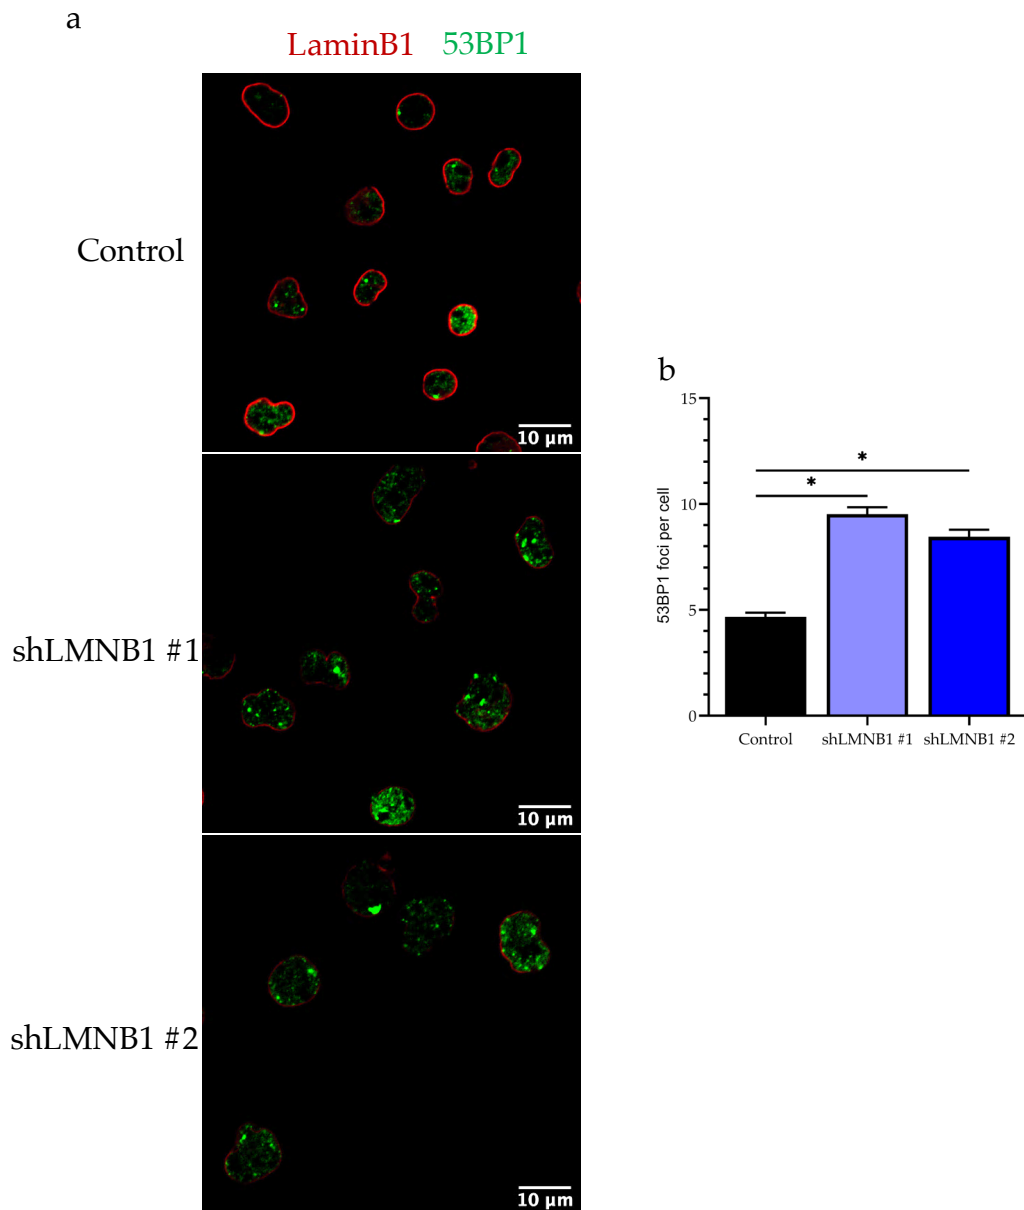 a
LaminB1 53BP1
Control
10 µm
shLMNB1 #1
10 µm
shLMNB1 #2
10 µm
b
53BP1 foci per cell
15
10
5
0
*
*
Control shLMNB1 #1 shLMNB1 #2